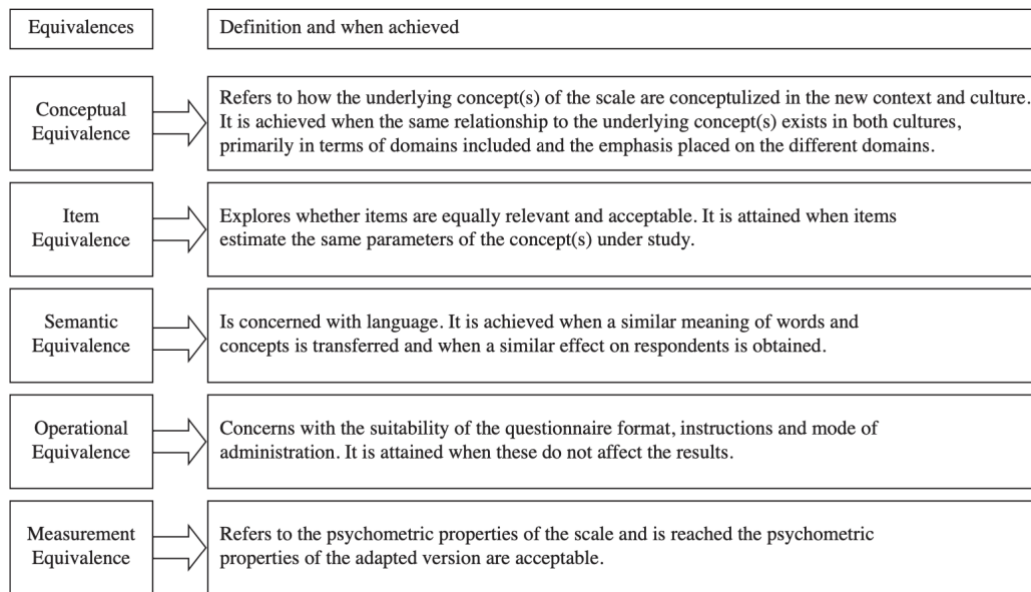 Equivalences
Definition and when achieved
Conceptual
Equivalence
Refers to how the underlying concept(s) of the scale are conceptulized in the new context and culture.
It is achieved when the same relationship to the underlying concept(s) exists in both cultures,
primarily in terms of domains included and the emphasis placed on the different domains.
Item
Equivalence
Explores whether items are equally relevant and acceptable. It is attained when items
estimate the same parameters of the concept(s) under study.
Semantic
Equivalence
Is concerned with language. It is achieved when a similar meaning of words and
concepts is transferred and when a similar effect on respondents is obtained.
Operational
Equivalence
Concerns with the suitability of the questionnaire format, instructions and mode of
administration. It is attained when these do not affect the results.
Measurement
Equivalence
Refers to the psychometric properties of the scale and is reached the psychometric
properties of the adapted version are acceptable.